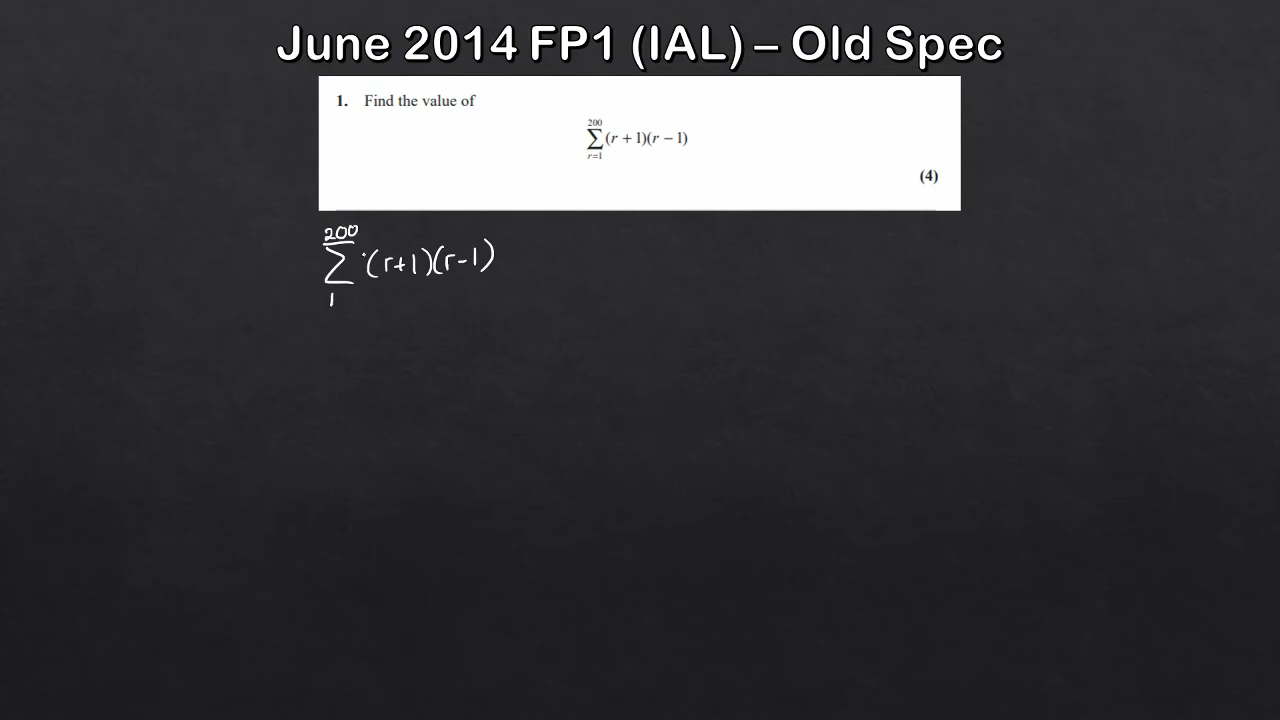 June 2014 FP1 (IAL) – Old Spec
1. Find the value of
200
∑(r + 1)(r − 1)
r=1
(4)
200
∑ (r+1)(r-1)
1